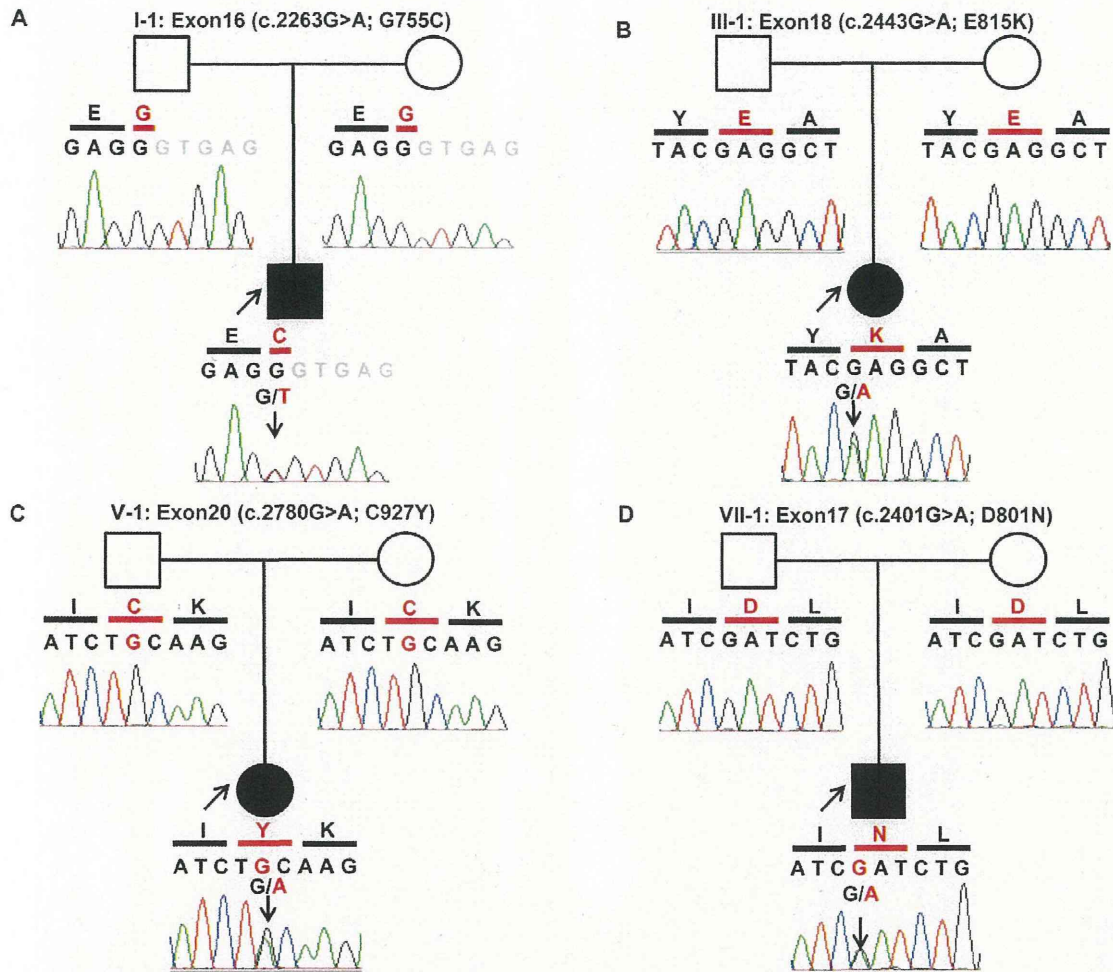 A
I-1: Exon16 (c.2263G>A; G755C)
E G
GAGGGTGAG
E G
GAGGGTGAG
E C
GAGGGTGAG
G/T
B
III-1: Exon18 (c.2443G>A; E815K)
Y E A
TACGAGGCT
Y E A
TACGAGGCT
Y K A
TACGAGGCT
G/A
C
V-1: Exon20 (c.2780G>A; C927Y)
I C K
ATCTGCAAG
I C K
ATCTGCAAG
I Y K
ATCTGCAAG
G/A
D
VII-1: Exon17 (c.2401G>A; D801N)
I D L
ATCGATCTG
I D L
ATCGATCTG
I N L
ATCGATCTG
G/A